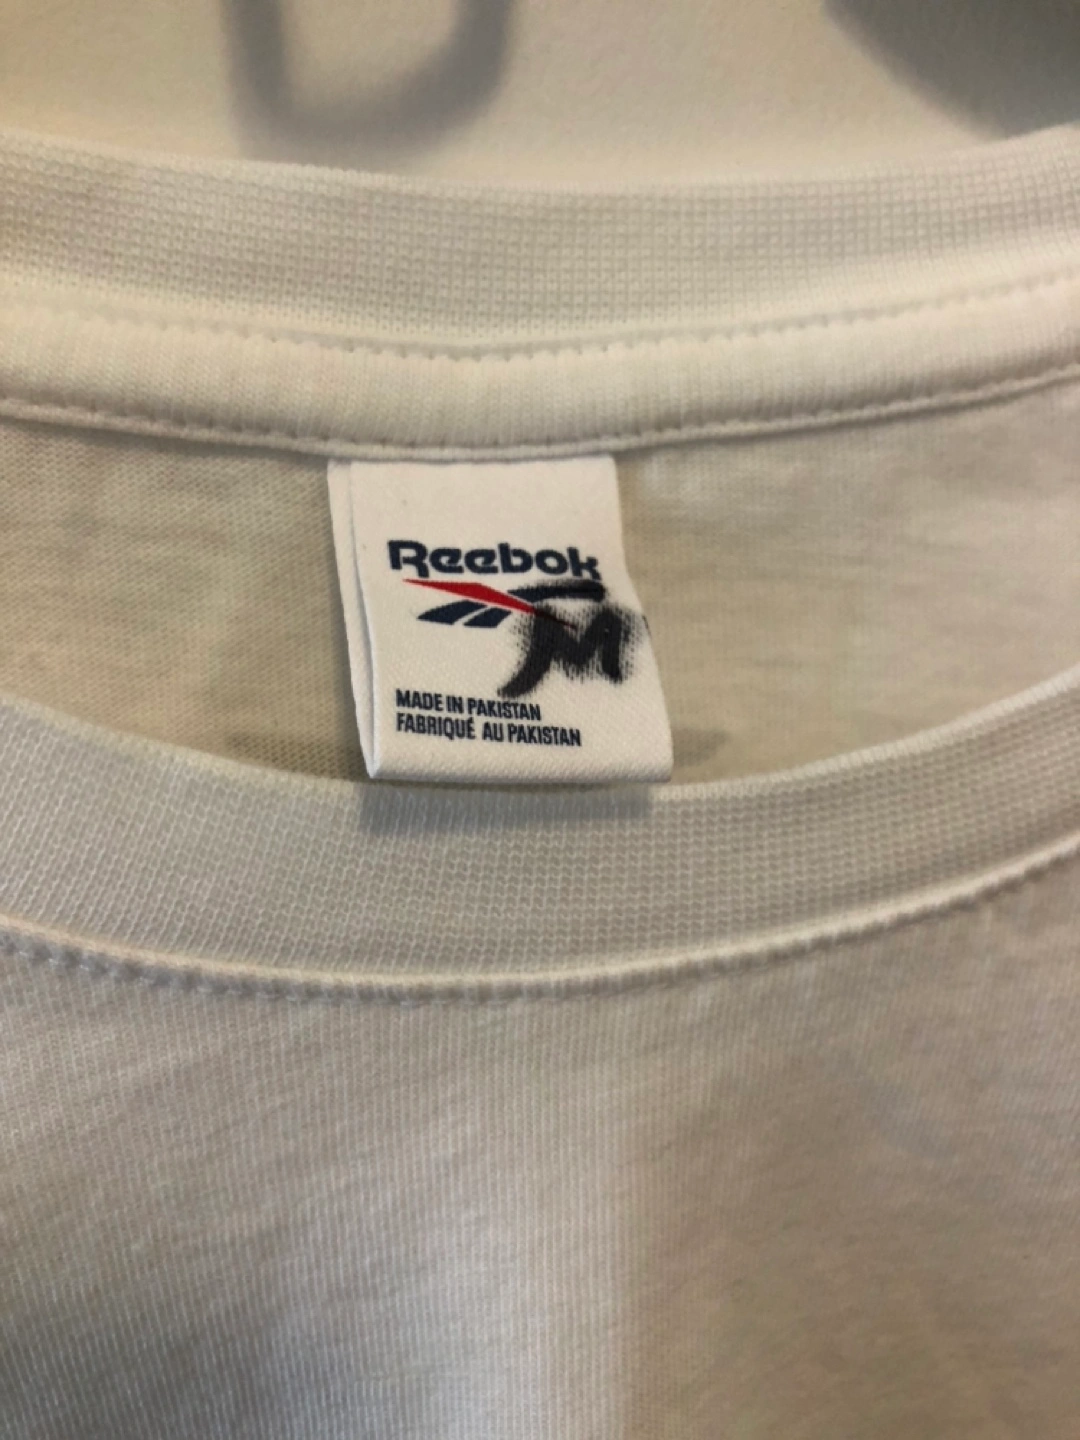 Reebok
M
MADE IN PAKISTAN
FABRIQUÉ AU PAKISTAN